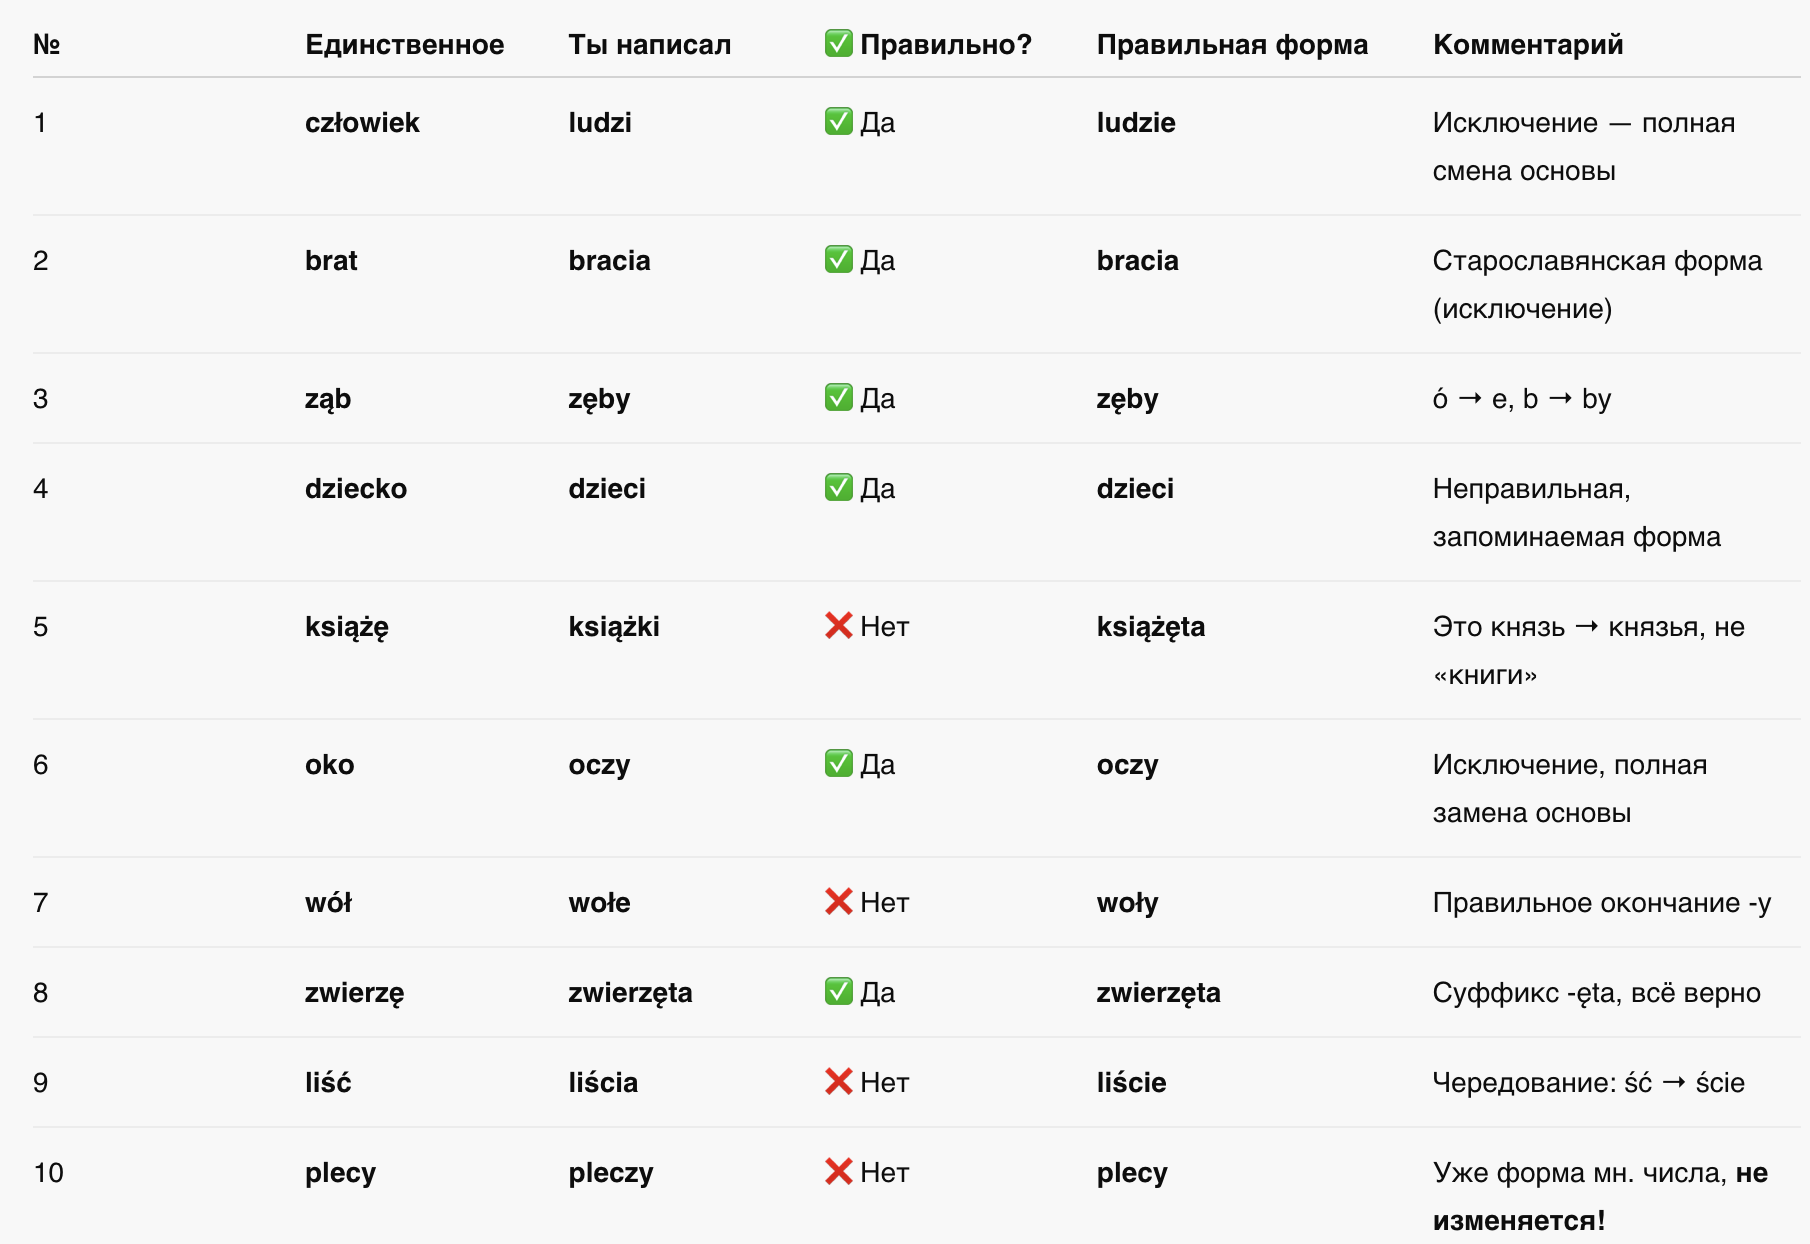 № Единственное Ты написал ✅ Правильно? Правильная форма Комментарий
1 człowiek ludzi ✅ Да ludzie Исключение — полная
смена основы
2 brat bracia ✅ Да bracia Старославянская форма
(исключение)
3 ząb zęby ✅ Да zęby ó → e, b → by
4 dziecko dzieci ✅ Да dzieci Неправильная,
запоминаемая форма
5 książę książki ❌ Нет książęta Это князь → князья, не
«книги»
6 oko oczy ✅ Да oczy Исключение, полная
замена основы
7 wół wołe ❌ Нет woły Правильное окончание -y
8 zwierzę zwierzęta ✅ Да zwierzęta Суффикс -ęta, всё верно
9 liść liścia ❌ Нет liście Чередование: ść → ście
10 plecy pleczy ❌ Нет plecy Уже форма мн. числа, не
изменяется!